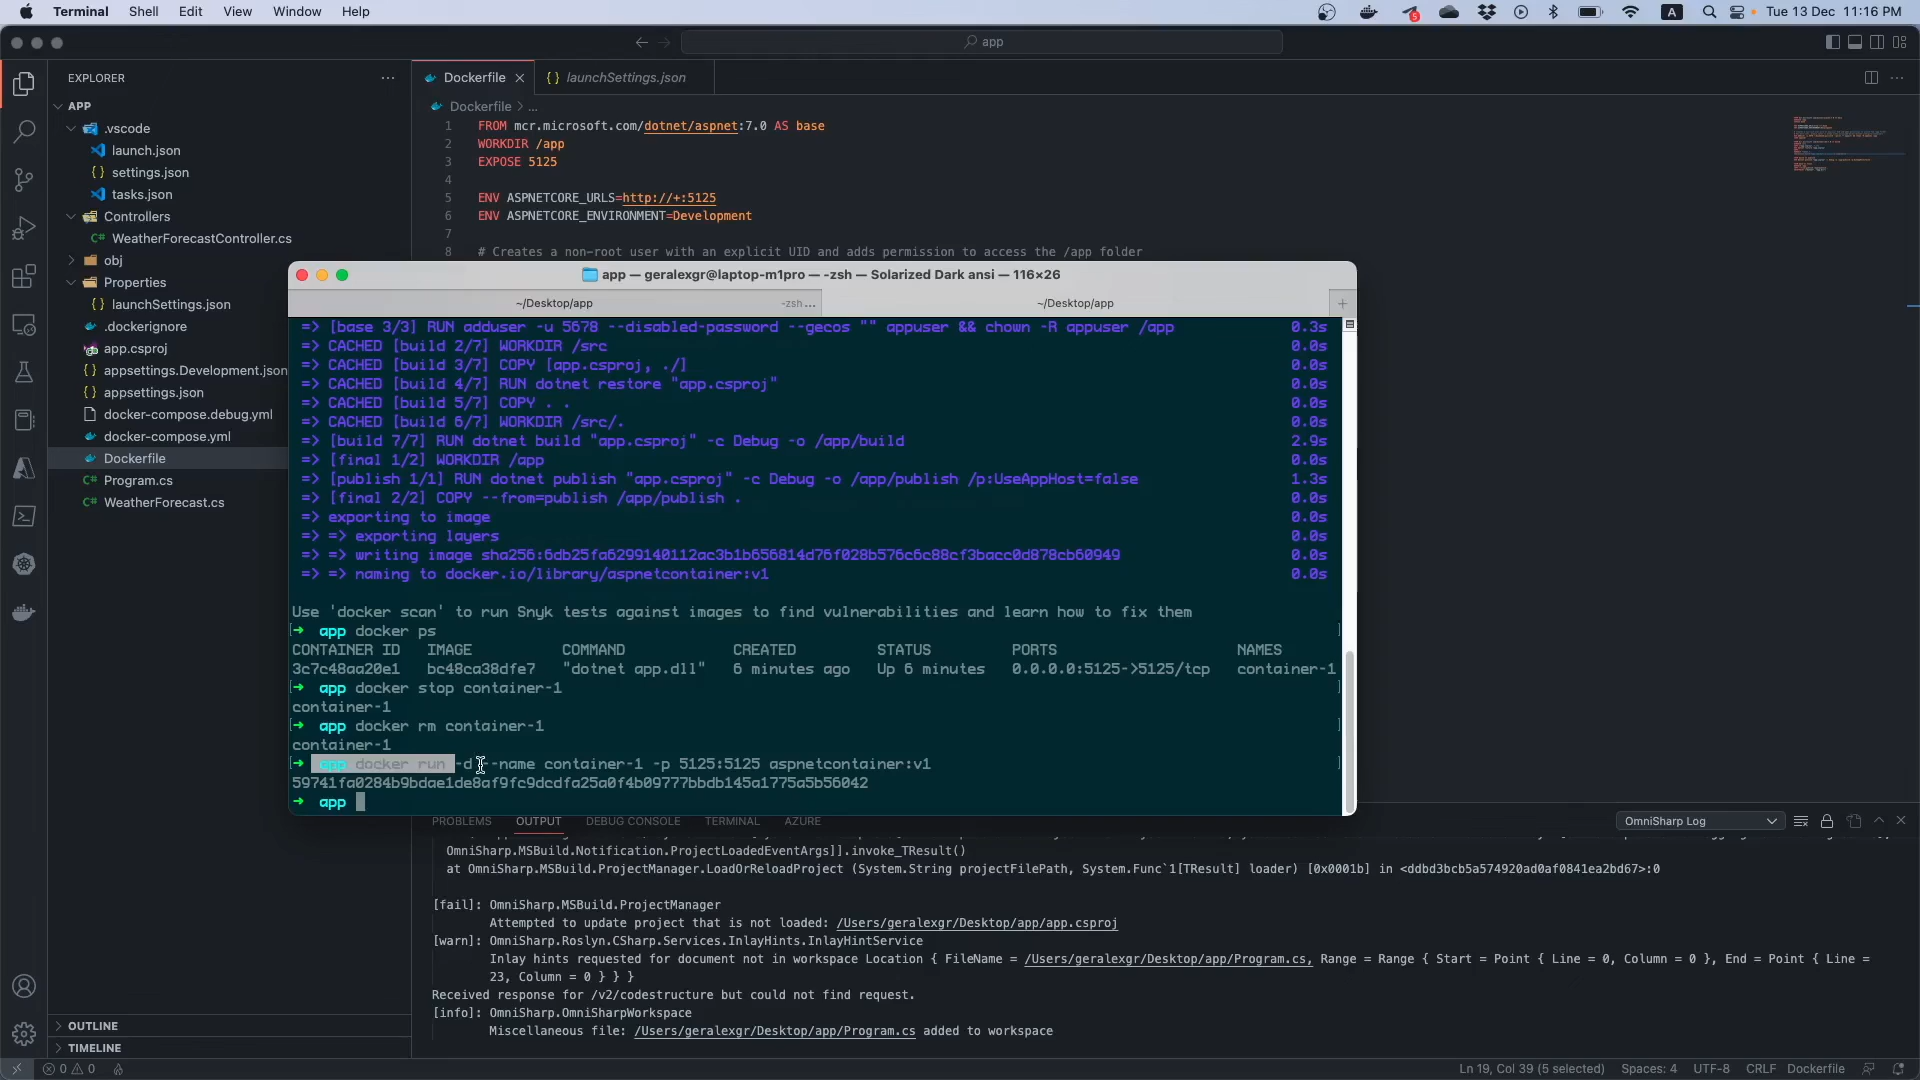 Terminal Shell Edit View Window Help
5 A Tue 13 Dec 11:16 PM
app
EXPLORER
APP
.vscode
launch.json
settings.json
tasks.json
Controllers
WeatherForecastController.cs
obj
Properties
launchSettings.json
.dockerignore
app.csproj
appsettings.Development.json
appsettings.json
docker-compose.debug.yml
docker-compose.yml
Dockerfile
Program.cs
WeatherForecast.cs
OUTLINE
TIMELINE
Dockerfile launchSettings.json
Dockerfile > ...
1 FROM mcr.microsoft.com/dotnet/aspnet:7.0 AS base
2 WORKDIR /app
3 EXPOSE 5125
4
5 ENV ASPNETCORE_URLS=http://+:5125
6 ENV ASPNETCORE_ENVIRONMENT=Development
7
8 # Creates a non-root user with an explicit UID and adds permission to access the /app folder
app — geralexgr@laptop-m1pro — -zsh — Solarized Dark ansi — 116×26
~/Desktop/app -zsh ... ~/Desktop/app +
=> [base 3/3] RUN adduser -u 5678 --disabled-password --gecos "" appuser && chown -R appuser /app 0.3s
=> CACHED [build 2/7] WORKDIR /src 0.0s
=> CACHED [build 3/7] COPY [app.csproj, ./] 0.0s
=> CACHED [build 4/7] RUN dotnet restore "app.csproj" 0.0s
=> CACHED [build 5/7] COPY . . 0.0s
=> CACHED [build 6/7] WORKDIR /src/. 0.0s
=> [build 7/7] RUN dotnet build "app.csproj" -c Debug -o /app/build 2.9s
=> [final 1/2] WORKDIR /app 0.0s
=> [publish 1/1] RUN dotnet publish "app.csproj" -c Debug -o /app/publish /p:UseAppHost=false 1.3s
=> [final 2/2] COPY --from=publish /app/publish . 0.0s
=> exporting to image 0.0s
=> => exporting layers 0.0s
=> => writing image sha256:6db25fa6299140112ac3b1b656814d76f028b576c6c88cf3bacc0d878cb60949 0.0s
=> => naming to docker.io/library/aspnetcontainer:v1 0.0s
Use 'docker scan' to run Snyk tests against images to find vulnerabilities and learn how to fix them
[➜ app docker ps ]
CONTAINER ID IMAGE COMMAND CREATED STATUS PORTS NAMES
3c7c48aa20e1 bc48ca38dfe7 "dotnet app.dll" 6 minutes ago Up 6 minutes 0.0.0.0:5125->5125/tcp container-1
[➜ app docker stop container-1 ]
container-1
[➜ app docker rm container-1 ]
container-1
[➜ app docker run -d --name container-1 -p 5125:5125 aspnetcontainer:v1 ]
59741fa0284b9bdae1de8af9fc9dcdfa25a0f4b09777bbdb145a1775a5b56042
➜ app
PROBLEMS OUTPUT DEBUG CONSOLE TERMINAL AZURE OmniSharp Log
OmniSharp.MSBuild.Notification.ProjectLoadedEventArgs]].invoke_TResult()
at OmniSharp.MSBuild.ProjectManager.LoadOrReloadProject (System.String projectFilePath, System.Func`1[TResult] loader) [0x0001b] in <ddbd3bcb5a574920ad0af0841ea2bd67>:0
[fail]: OmniSharp.MSBuild.ProjectManager
Attempted to update project that is not loaded: /Users/geralexgr/Desktop/app/app.csproj
[warn]: OmniSharp.Roslyn.CSharp.Services.InlayHints.InlayHintService
Inlay hints requested for document not in workspace Location { FileName = /Users/geralexgr/Desktop/app/Program.cs, Range = Range { Start = Point { Line = 0, Column = 0 }, End = Point { Line =
23, Column = 0 } } }
Received response for /v2/codestructure but could not find request.
[info]: OmniSharp.OmniSharpWorkspace
Miscellaneous file: /Users/geralexgr/Desktop/app/Program.cs added to workspace
0 0 Ln 19, Col 39 (5 selected) Spaces: 4 UTF-8 CRLF Dockerfile